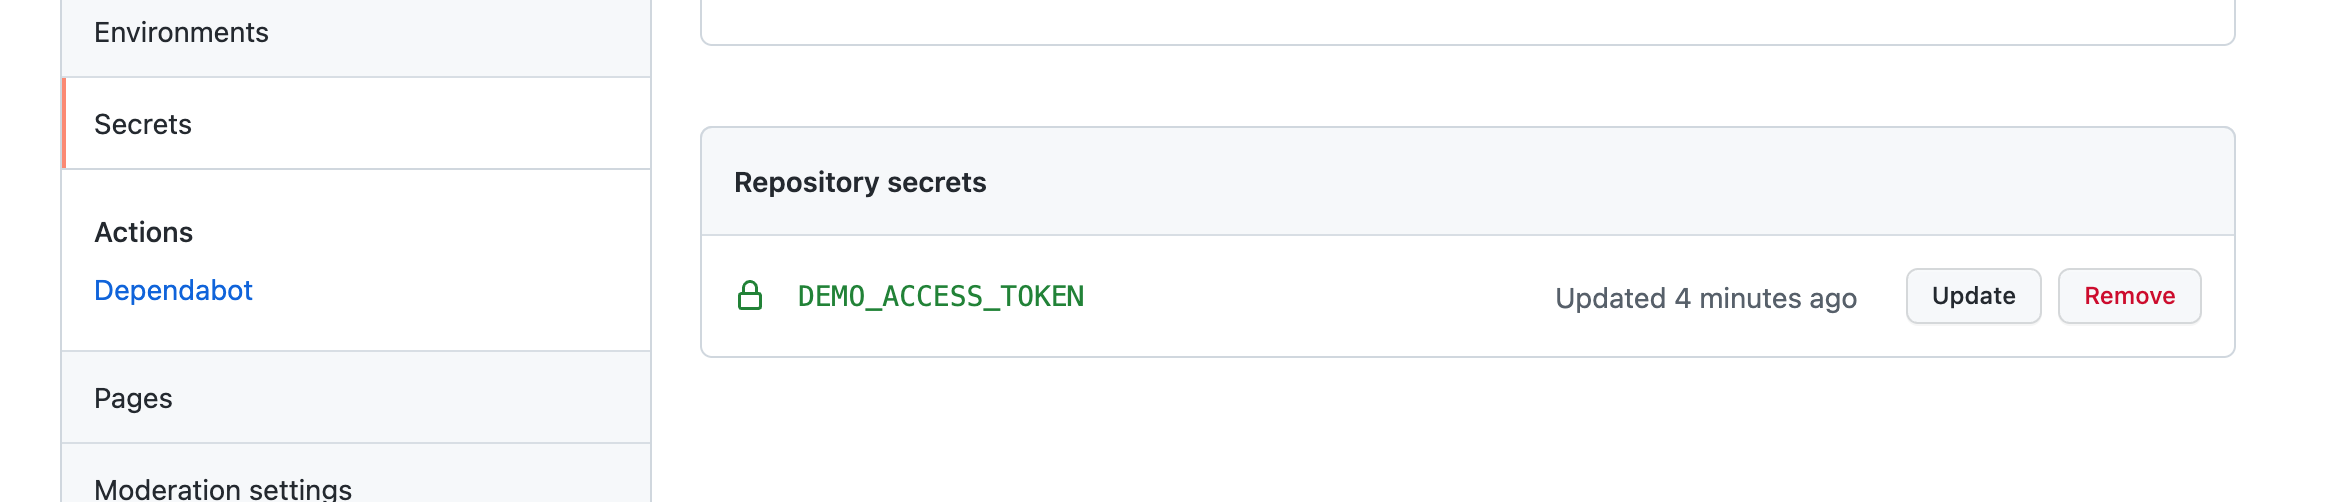 Environments
Secrets
Actions
Dependabot
Pages
Moderation settings
Repository secrets
DEMO_ACCESS_TOKEN Updated 4 minutes ago Update Remove